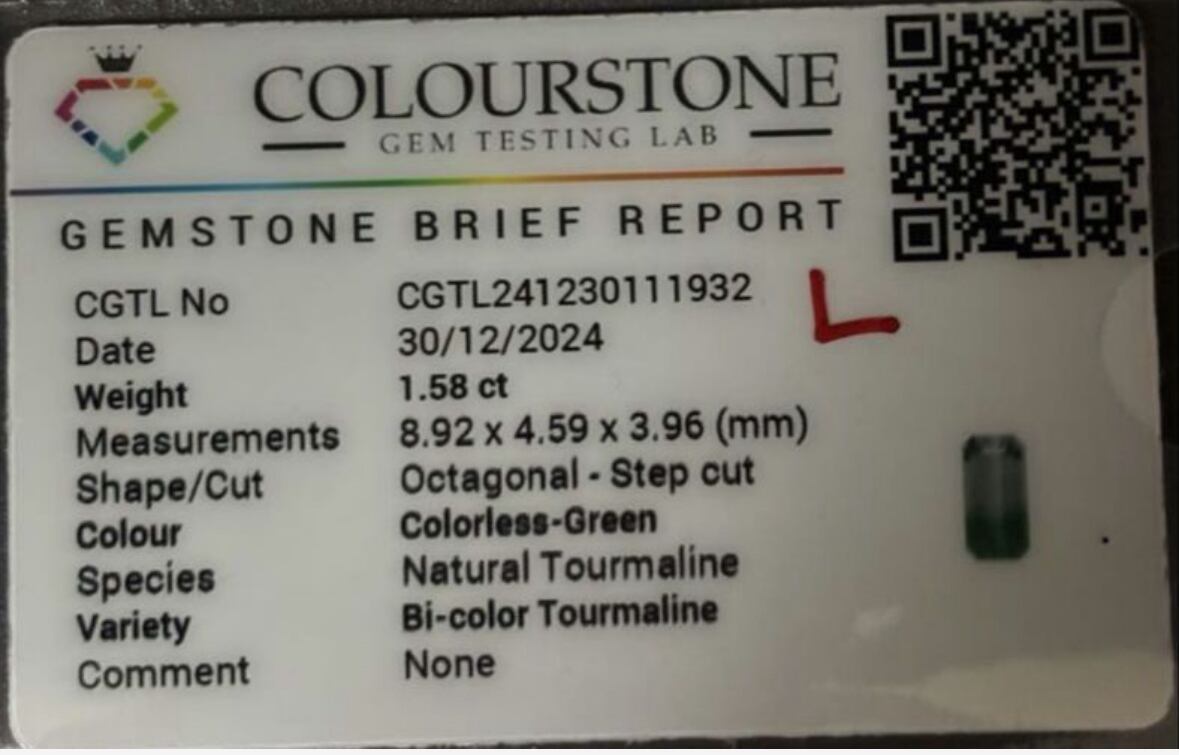 COLOURSTONE
GEM TESTING LAB
GEMSTONE BRIEF REPORT
CGTL No CGTL241230111932
Date 30/12/2024
Weight 1.58 ct
Measurements 8.92 x 4.59 x 3.96 (mm)
Shape/Cut Octagonal - Step cut
Colour Colorless-Green
Species Natural Tourmaline
Variety Bi-color Tourmaline
Comment None
L